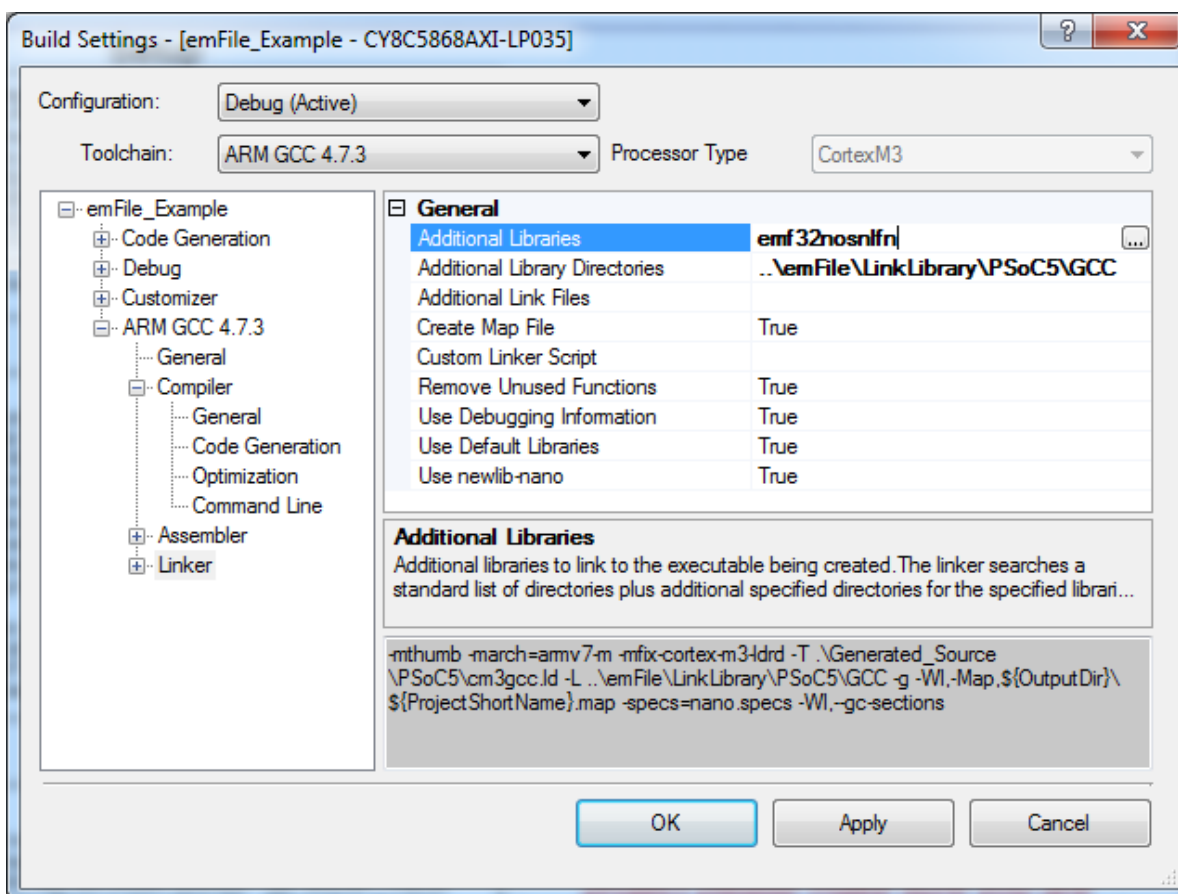 Build Settings - [emFile_Example - CY8C5868AXI-LP035]
Configuration: Debug (Active)
Toolchain: ARM GCC 4.7.3 Processor Type CortexM3
emFile_Example
Code Generation
Debug
Customizer
ARM GCC 4.7.3
General
Compiler
General
Code Generation
Optimization
Command Line
Assembler
Linker
General
Additional Libraries emf32nosnlfn ...
Additional Library Directories ..\emFile\LinkLibrary\PSoC5\GCC
Additional Link Files
Create Map File True
Custom Linker Script
Remove Unused Functions True
Use Debugging Information True
Use Default Libraries True
Use newlib-nano True
Additional Libraries
Additional libraries to link to the executable being created.The linker searches a
standard list of directories plus additional specified directories for the specified librari...
-mthumb -march=armv7-m -mfix-cortex-m3-ldrd -T .\Generated_Source
\PSoC5\cm3gcc.ld -L ..\emFile\LinkLibrary\PSoC5\GCC -g -Wl,-Map,${OutputDir}\
${ProjectShortName}.map -specs=nano.specs -Wl,--gc-sections
OK Apply Cancel